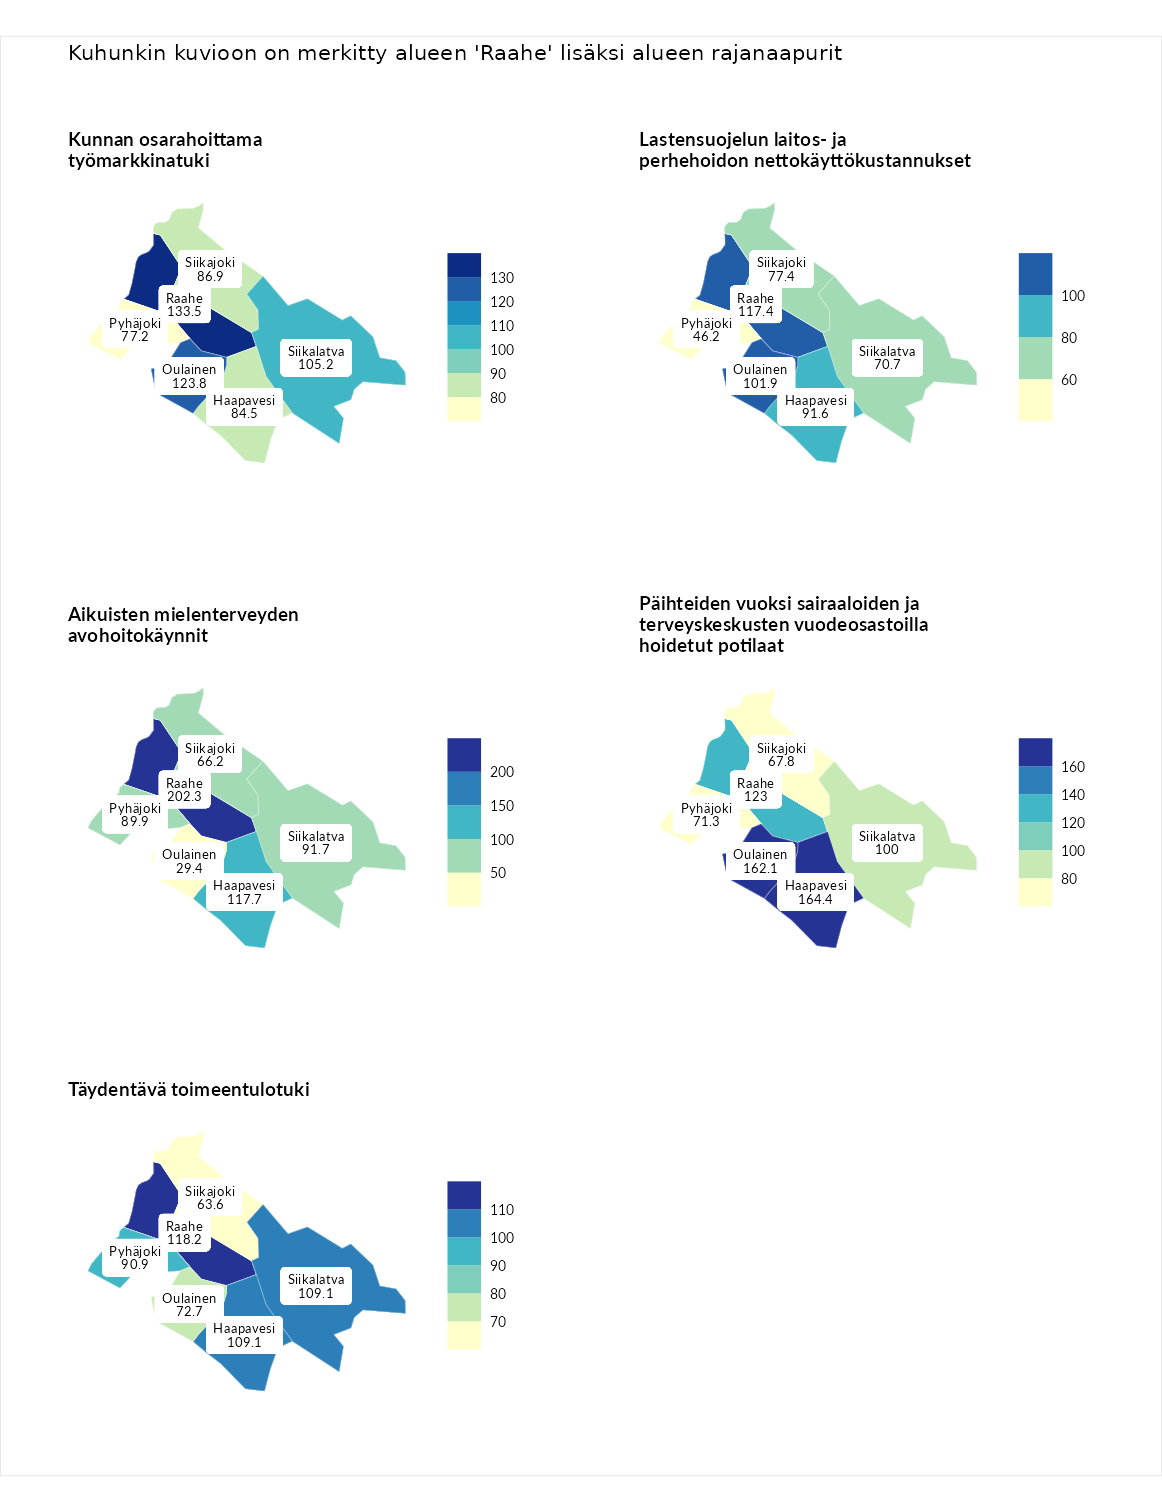 Kuhunkin kuvioon on merkitty alueen 'Raahe' lisäksi alueen rajanaapurit
Kunnan osarahoittama
työmarkkinatuki
Siikajoki
86.9
Raahe
133.5
Pyhäjoki
77.2
Siikalatva
105.2
Oulainen
123.8
Haapavesi
84.5
130
120
110
100
90
80
Lastensuojelun laitos- ja
perhehoidon nettokäyttökustannukset
Siikajoki
77.4
Raahe
117.4
Pyhäjoki
46.2
Siikalatva
70.7
Oulainen
101.9
Haapavesi
91.6
100
80
60
Aikuisten mielenterveyden
avohoitokäynnit
Siikajoki
66.2
Raahe
202.3
Pyhäjoki
89.9
Siikalatva
91.7
Oulainen
29.4
Haapavesi
117.7
200
150
100
50
Päihteiden vuoksi sairaaloiden ja
terveyskeskusten vuodeosastoilla
hoidetut potilaat
Siikajoki
67.8
Raahe
123
Pyhäjoki
71.3
Siikalatva
100
Oulainen
162.1
Haapavesi
164.4
160
140
120
100
80
Täydentävä toimeentulotuki
Siikajoki
63.6
Raahe
118.2
Pyhäjoki
90.9
Siikalatva
109.1
Oulainen
72.7
Haapavesi
109.1
110
100
90
80
70